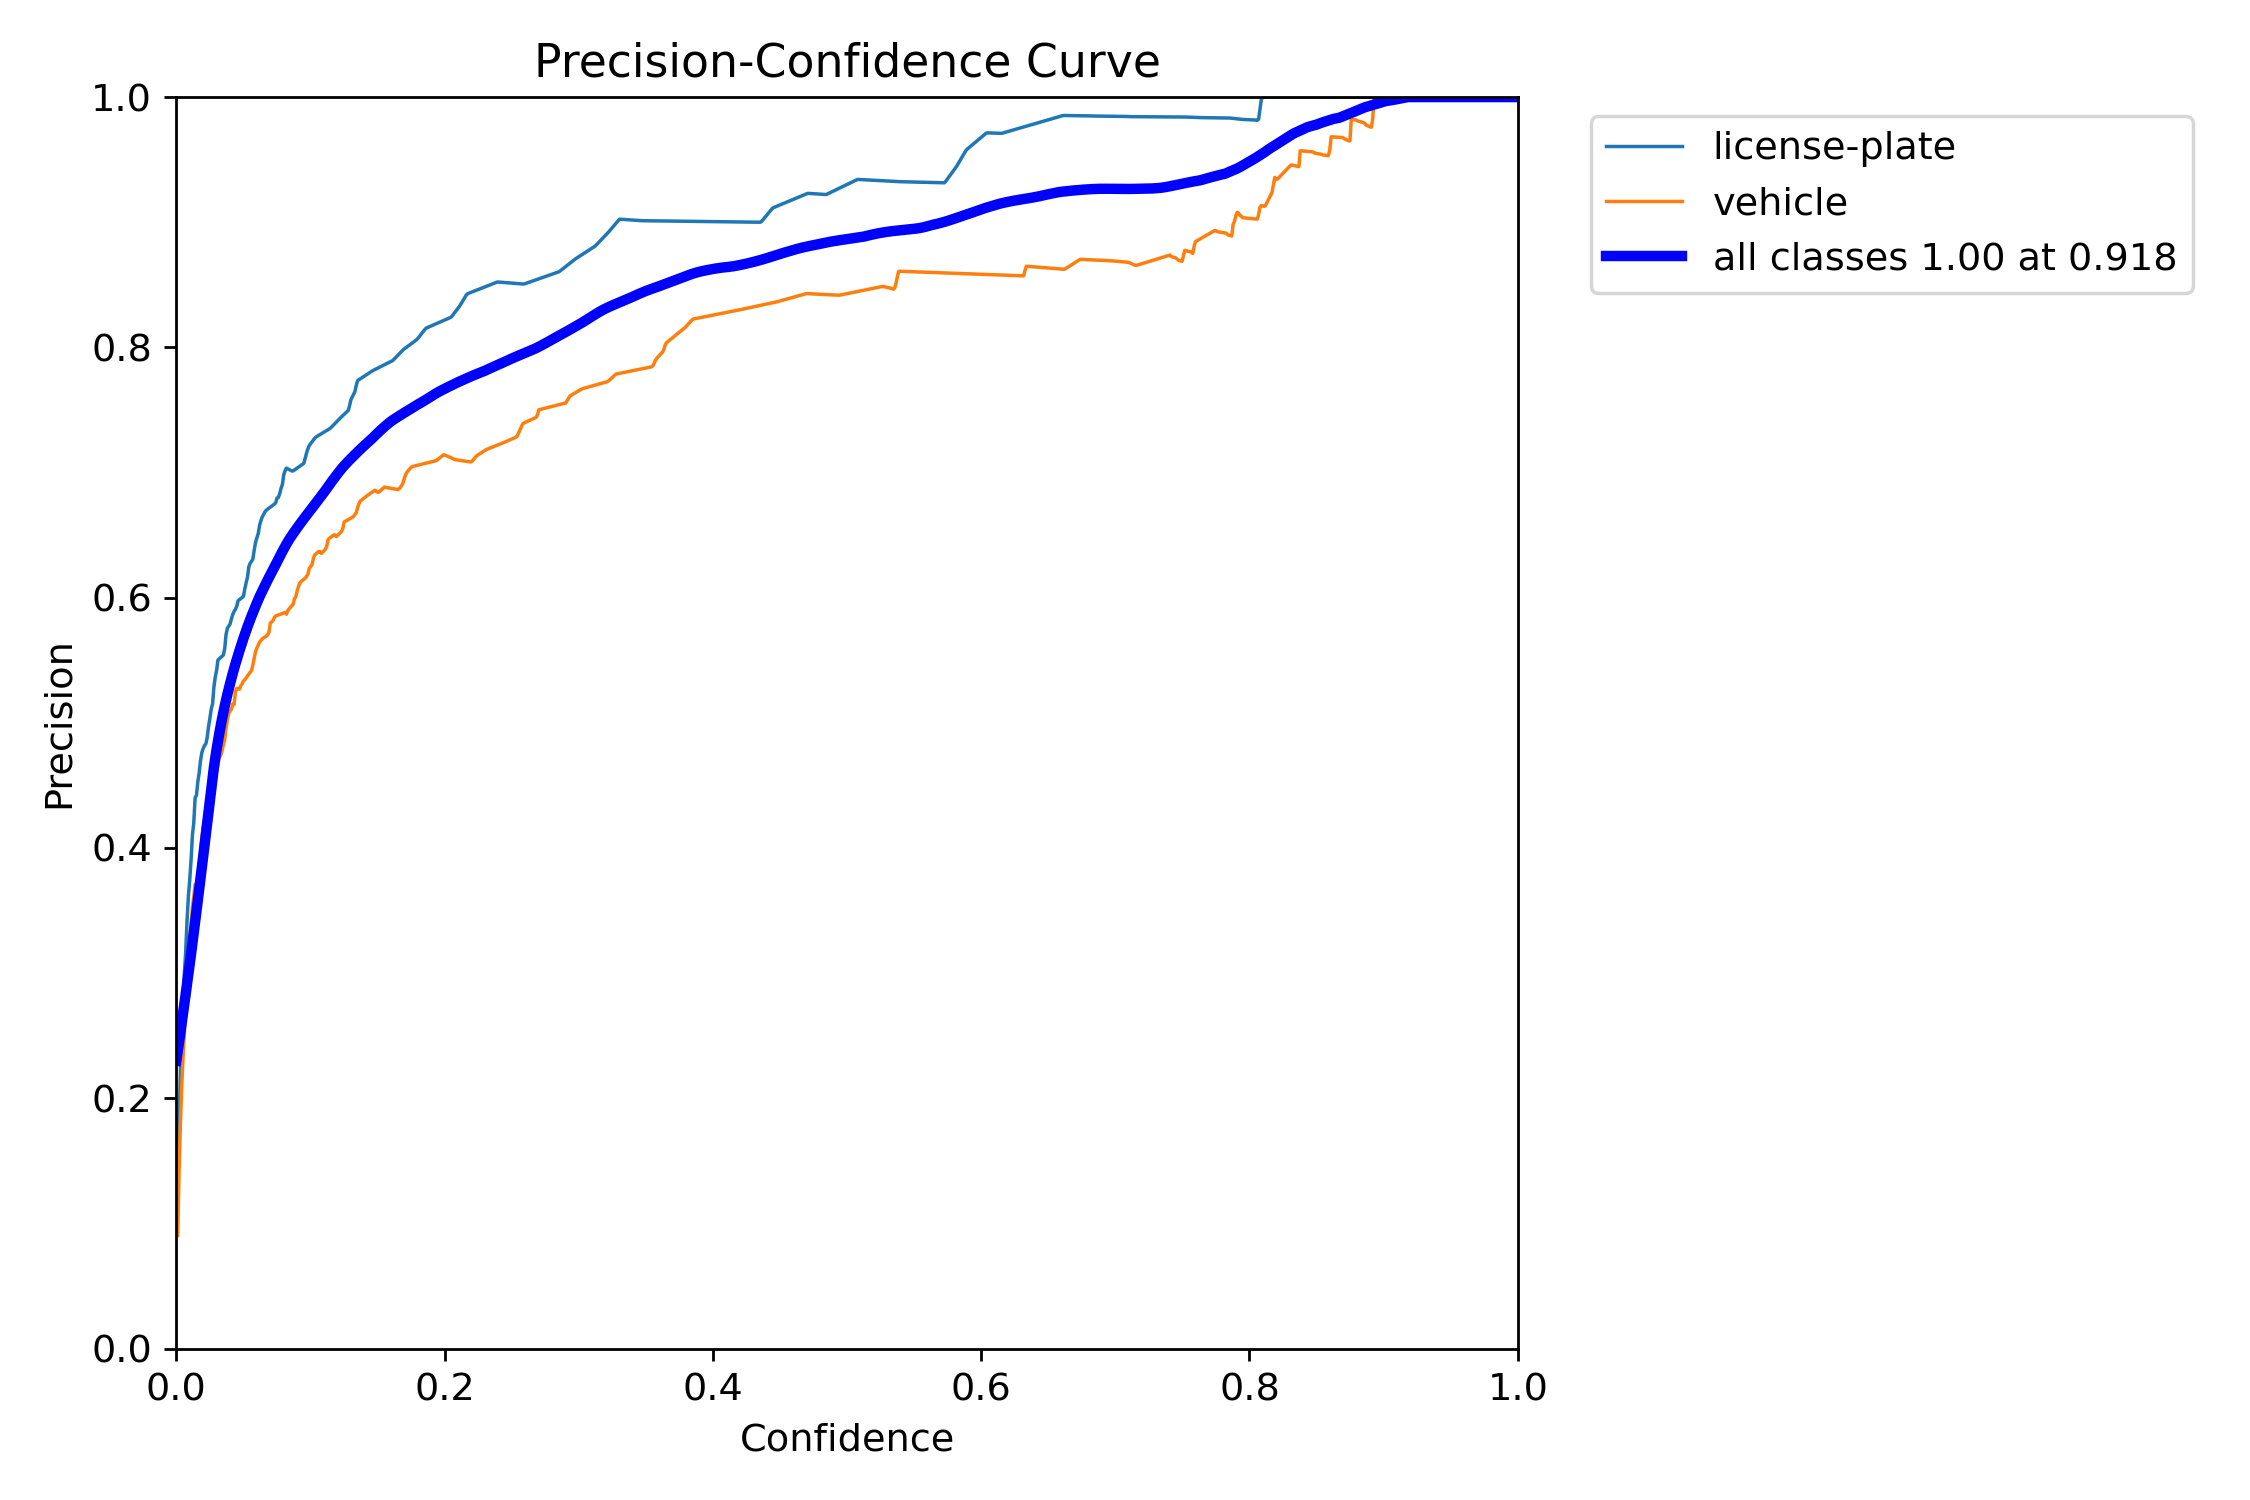 Precision-Confidence Curve
1.0
0.8
0.6
0.4
0.2
0.0
Precision
0.0 0.2 0.4 0.6 0.8 1.0
Confidence
license-plate
vehicle
all classes 1.00 at 0.918